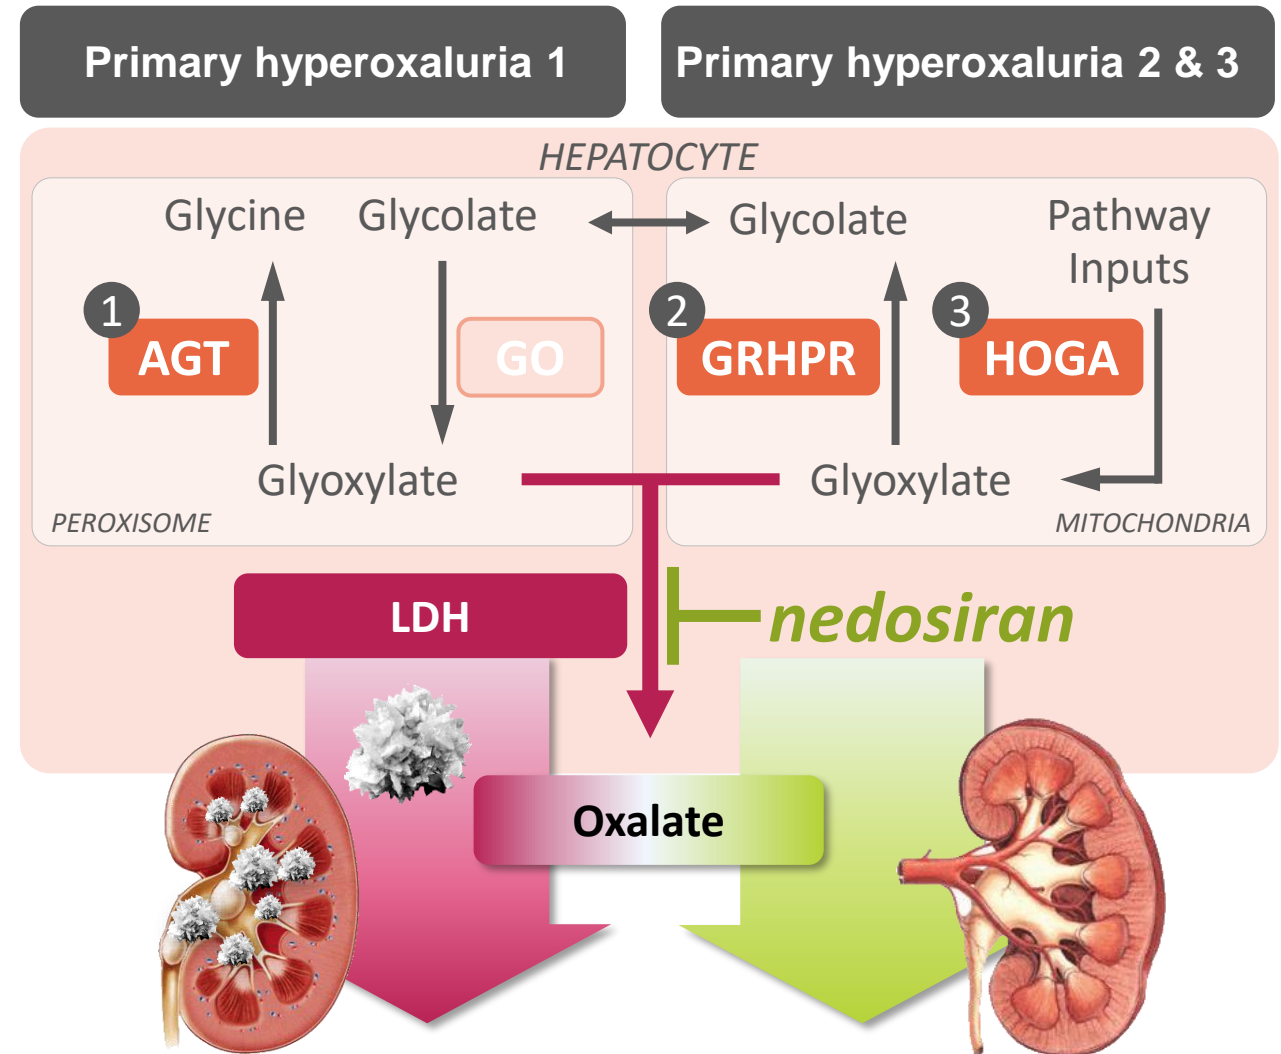 Primary hyperoxaluria 1
Primary hyperoxaluria 2 & 3
HEPATOCYTE
Glycine
Glycolate
Glycolate
Pathway
Inputs
1
AGT
GO
2
GRHPR
3
HOGA
Glyoxylate
Glyoxylate
PEROXISOME
MITOCHONDRIA
LDH
nedosiran
Oxalate